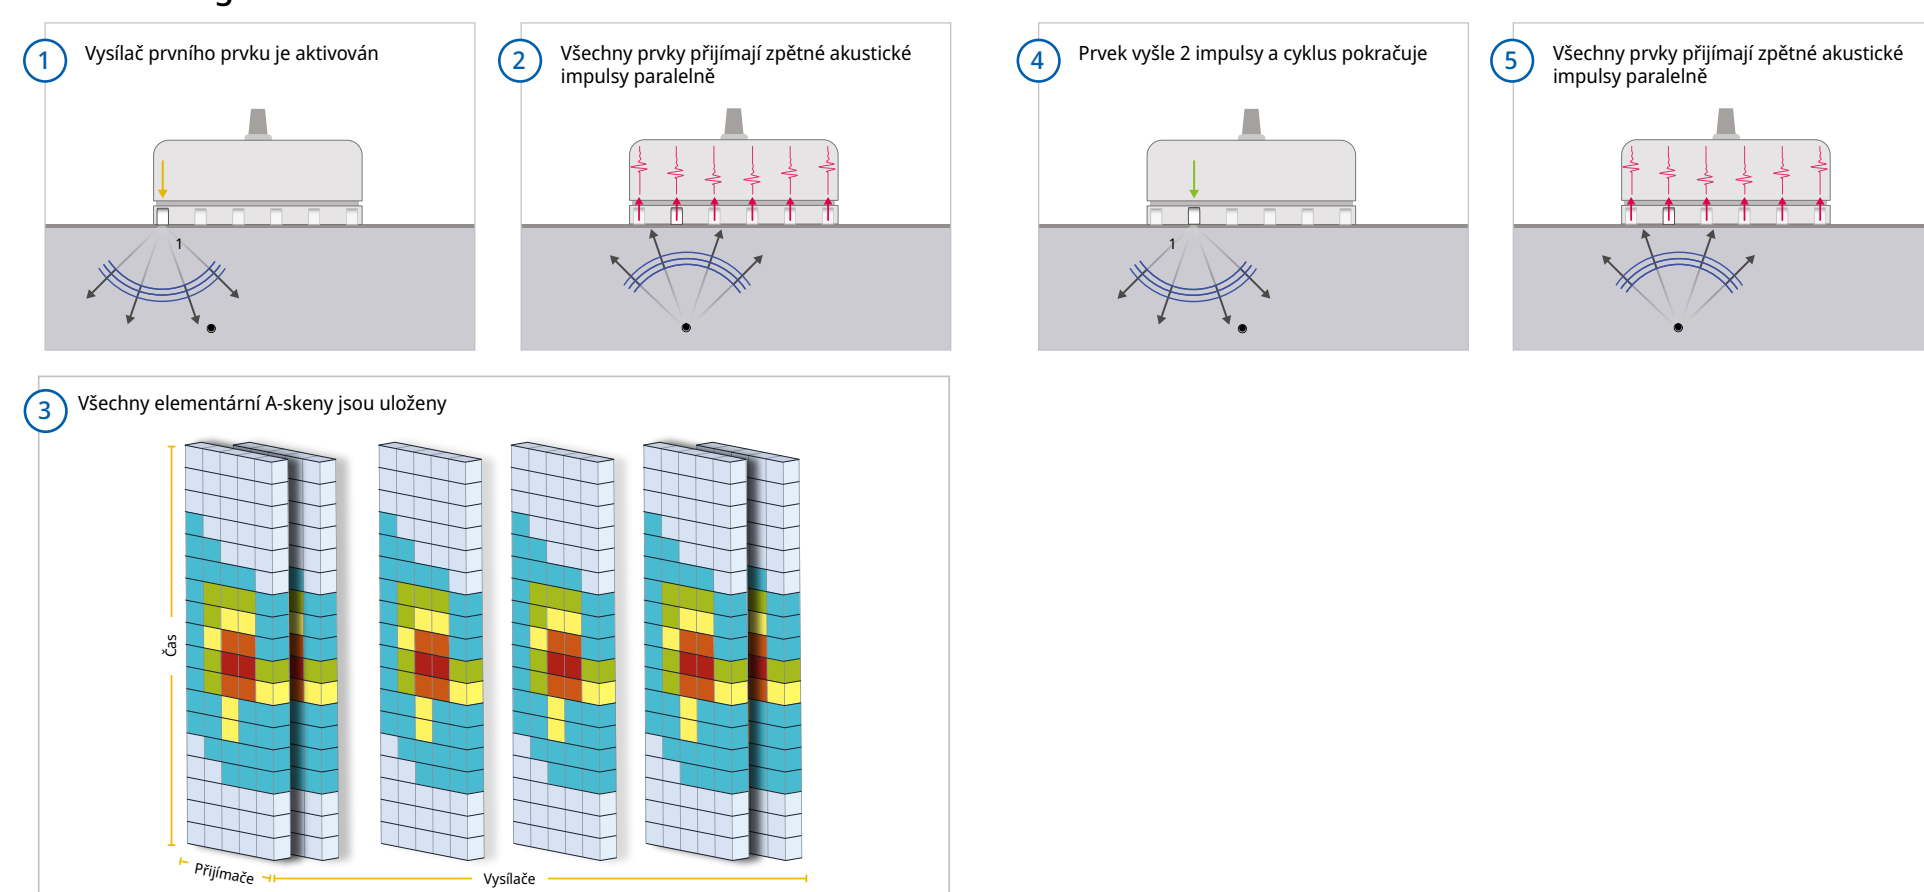 1
Vysílač prvního prvku je aktivován
1
2
Všechny prvky přijímají zpětné akustické
impulsy paralelně
3
Všechny elementární A-skeny jsou uloženy
Čas
Přijímače
Vysílače
4
Prvek vyšle 2 impulsy a cyklus pokračuje
1
5
Všechny prvky přijímají zpětné akustické
impulsy paralelně